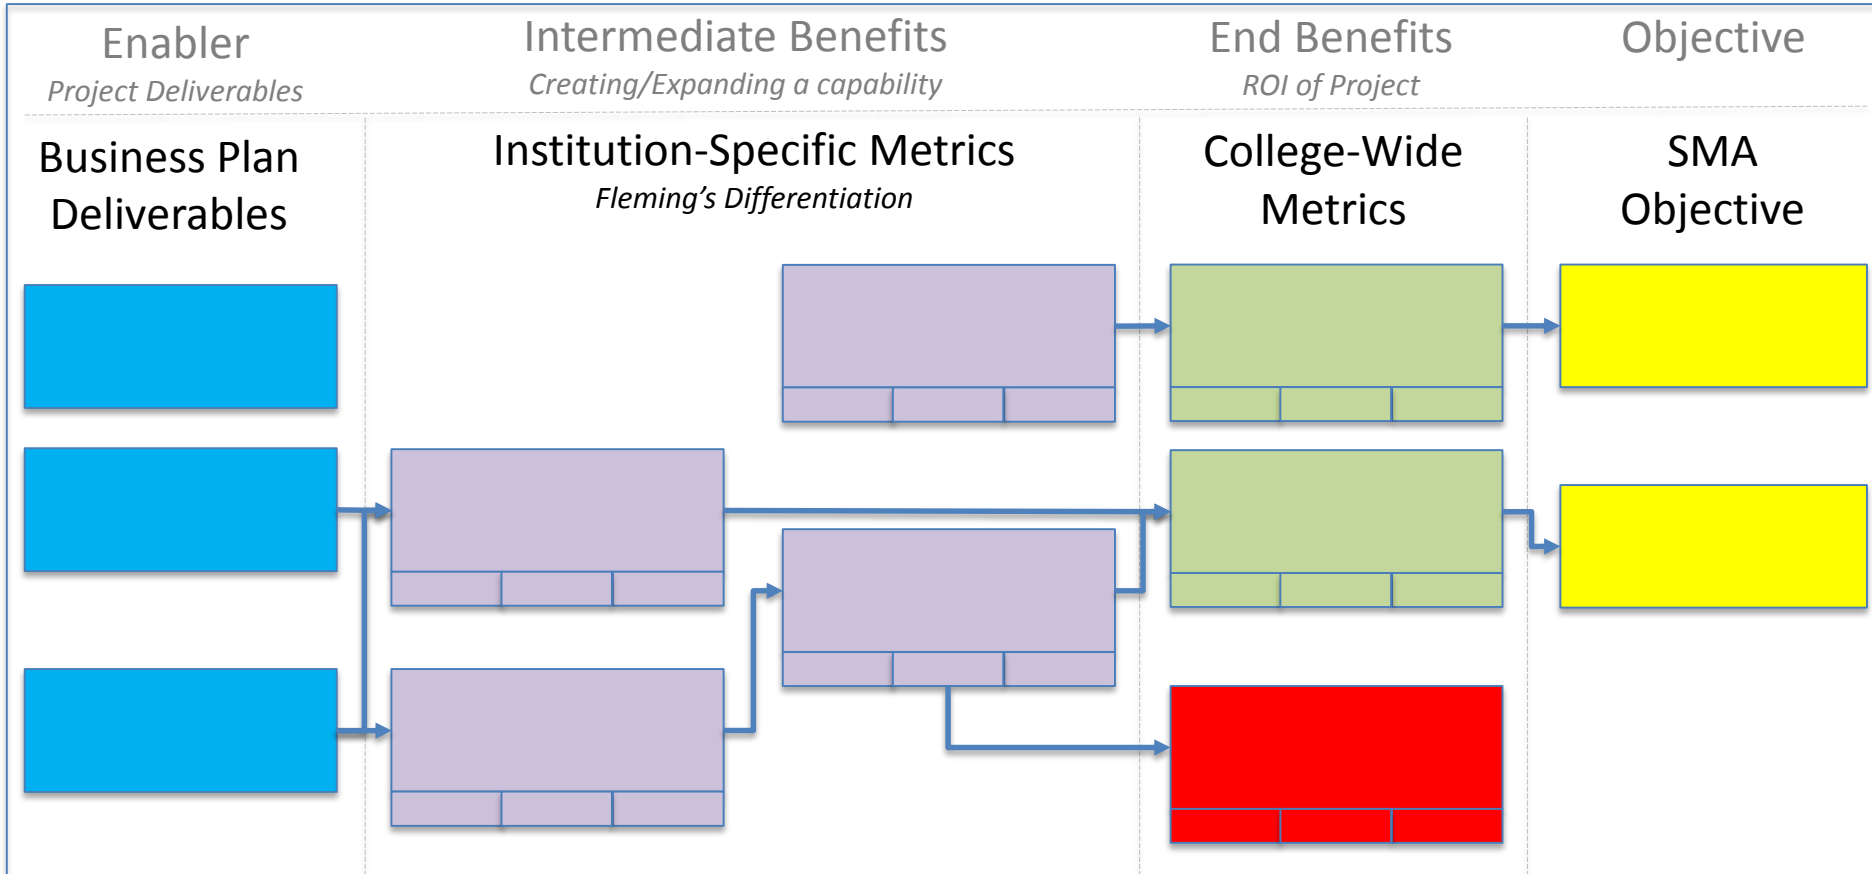 Enabler
Project Deliverables
Intermediate Benefits
Creating/Expanding a capability
End Benefits
ROI of Project
Objective
Business Plan
Deliverables
Institution-Specific Metrics
Fleming's Differentiation
College-Wide
Metrics
SMA
Objective